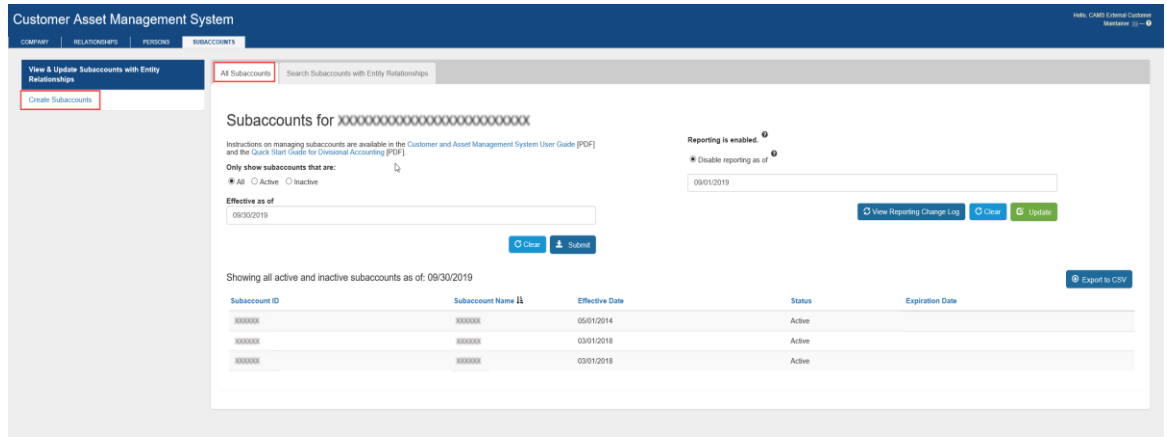 Customer Asset Management System
Hello, CAMS External Customer
Maintainer
COMPANY RELATIONSHIPS PERSONS SUBACCOUNTS
View & Update Subaccounts with Entity
Relationships
Create Subaccounts
All Subaccounts Search Subaccounts with Entity Relationships
Subaccounts for XXXXXXXXXXXXXXXXXXXXXXXXX
Instructions on managing subaccounts are available in the Customer and Asset Management System User Guide [PDF]
and the Quick Start Guide for Divisional Accounting [PDF]
Only show subaccounts that are:
All Active Inactive
Effective as of
09/30/2019
Clear Submit
Reporting is enabled.
Disable reporting as of
09/01/2019
View Reporting Change Log Clear Update
Showing all active and inactive subaccounts as of: 09/30/2019
Export to CSV
Subaccount ID Subaccount Name Effective Date Status Expiration Date
XXXXXX XXXXXX 05/01/2014 Active
XXXXXX XXXXXX 03/01/2018 Active
XXXXXX XXXXXX 03/01/2018 Active